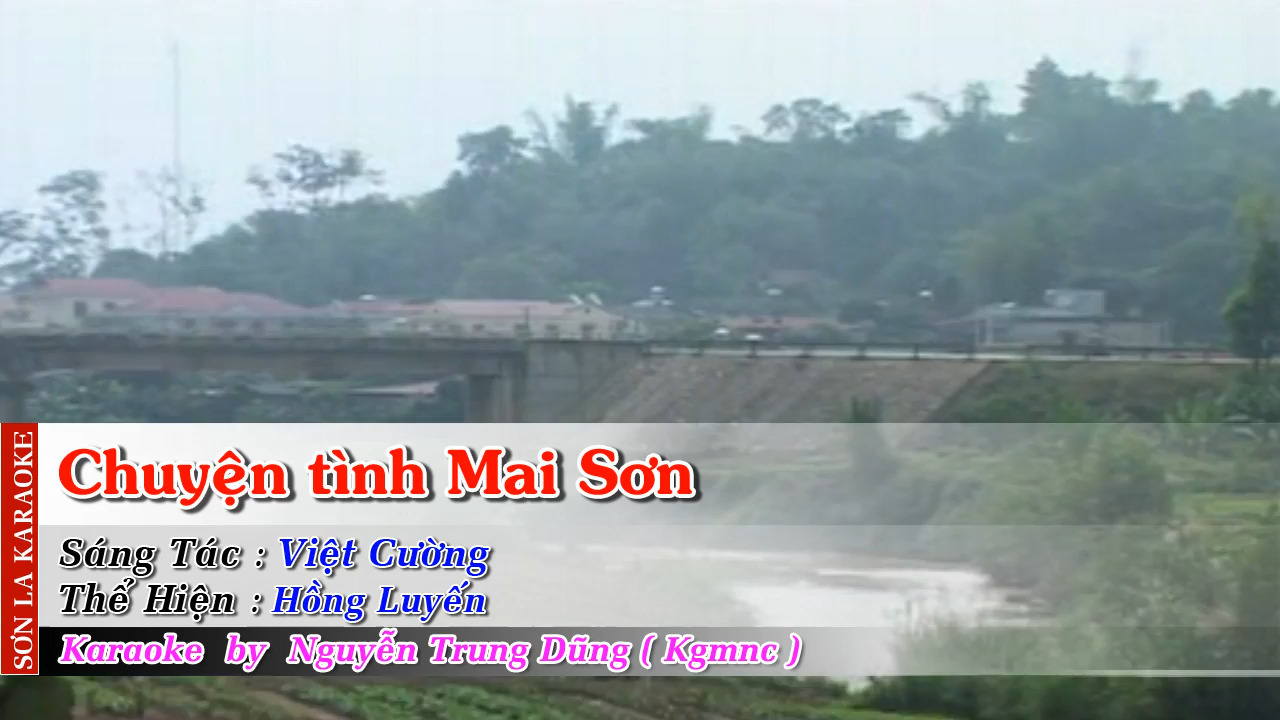 SƠN LA KARAOKE
Chuyện tình Mai Sơn
Sáng Tác : Việt Cường
Thể Hiện : Hồng Luyến
Karaoke by Nguyễn Trung Dũng ( Kgmnc )